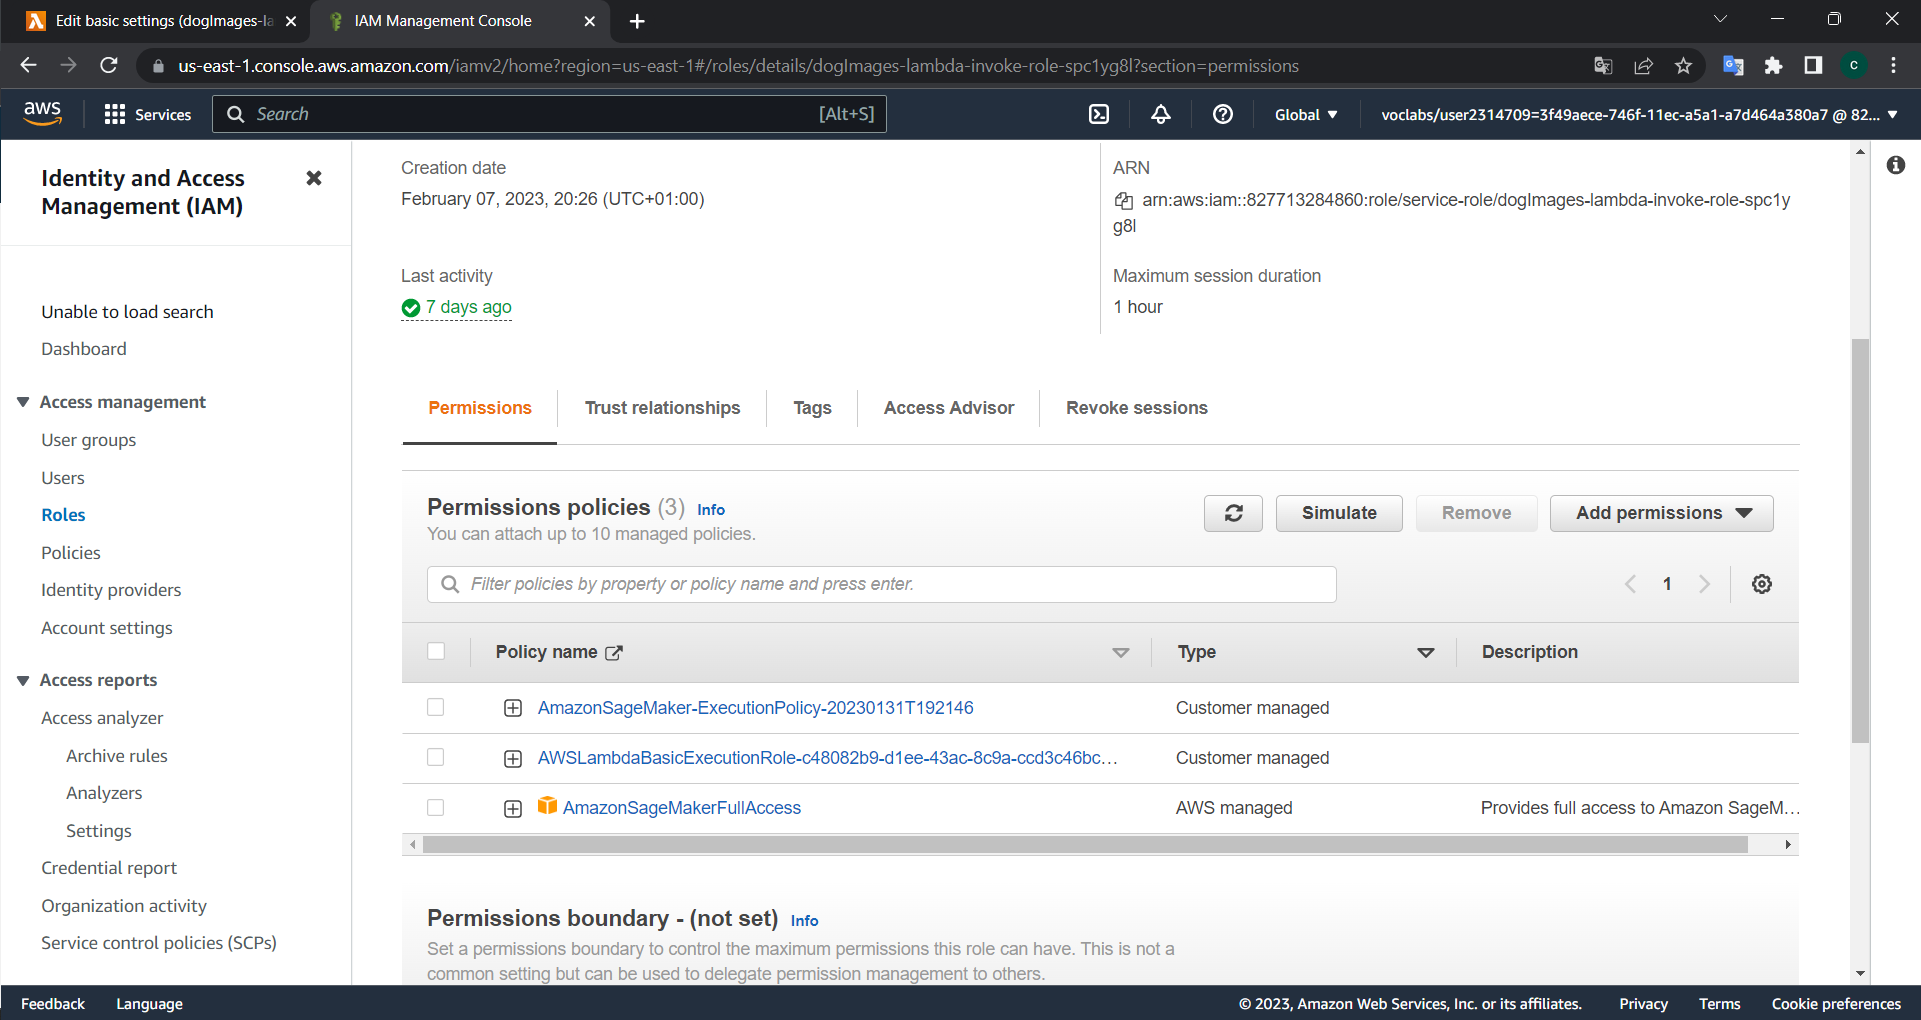 Edit basic settings (dogImages-la
IAM Management Console
us-east-1.console.aws.amazon.com/iamv2/home?region=us-east-1#/roles/details/dogImages-lambda-invoke-role-spc1yg8l?section=permissions
C
aws
Services
Search
[Alt+S]
Global
voclabs/user2314709=3f49aece-746f-11ec-a5a1-a7d464a380a7 @ 82...
Identity and Access
Management (IAM)
Unable to load search
Dashboard
Access management
User groups
Users
Roles
Policies
Identity providers
Account settings
Access reports
Access analyzer
Archive rules
Analyzers
Settings
Credential report
Organization activity
Service control policies (SCPs)
Creation date
February 07, 2023, 20:26 (UTC+01:00)
ARN
arn:aws:iam::827713284860:role/service-role/dogImages-lambda-invoke-role-spc1y
g8l
Last activity
7 days ago
Maximum session duration
1 hour
Permissions
Trust relationships
Tags
Access Advisor
Revoke sessions
Permissions policies (3) Info
You can attach up to 10 managed policies.
Simulate
Remove
Add permissions
Filter policies by property or policy name and press enter.
1
Policy name
Type
Description
AmazonSageMaker-ExecutionPolicy-20230131T192146
Customer managed
AWSLambdaBasicExecutionRole-c48082b9-d1ee-43ac-8c9a-ccd3c46bc...
Customer managed
AmazonSageMakerFullAccess
AWS managed
Provides full access to Amazon SageM...
Permissions boundary - (not set) Info
Set a permissions boundary to control the maximum permissions this role can have. This is not a
common setting but can be used to delegate permission management to others.
Feedback
Language
© 2023, Amazon Web Services, Inc. or its affiliates.
Privacy
Terms
Cookie preferences